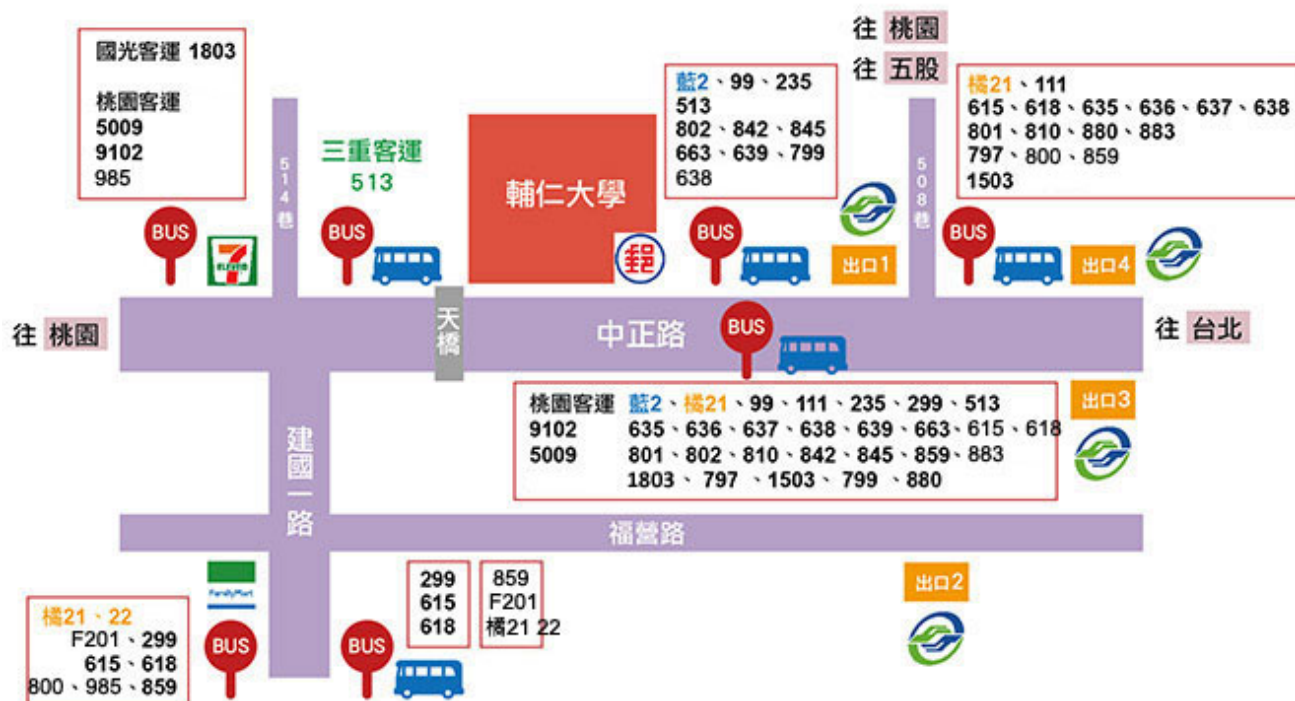 國光客運 1803
桃園客運
5009
9102
985
BUS
7
ELEVEN
514巷
三重客運
513
BUS
輔仁大學
郵
藍2、99、235
513
802、842、845
663、639、799
638
BUS
出口1
往 桃園
往 五股
508巷
橘21、111
615、618、635、636、637、638
801、810、880、883
797、800、859
1503
BUS
出口4
往 桃園
天橋
中正路
BUS
往 台北
桃園客運 藍2、橘21、99、111、235、299、513
9102 635、636、637、638、639、663、615、618
5009 801、802、810、842、845、859、883
1803、797、1503、799、880
出口3
建國一路
福營路
FamilyMart
橘21、22
F201、299
615、618
800、985、859
BUS
BUS
299
615
618
859
F201
橘21 22
出口2